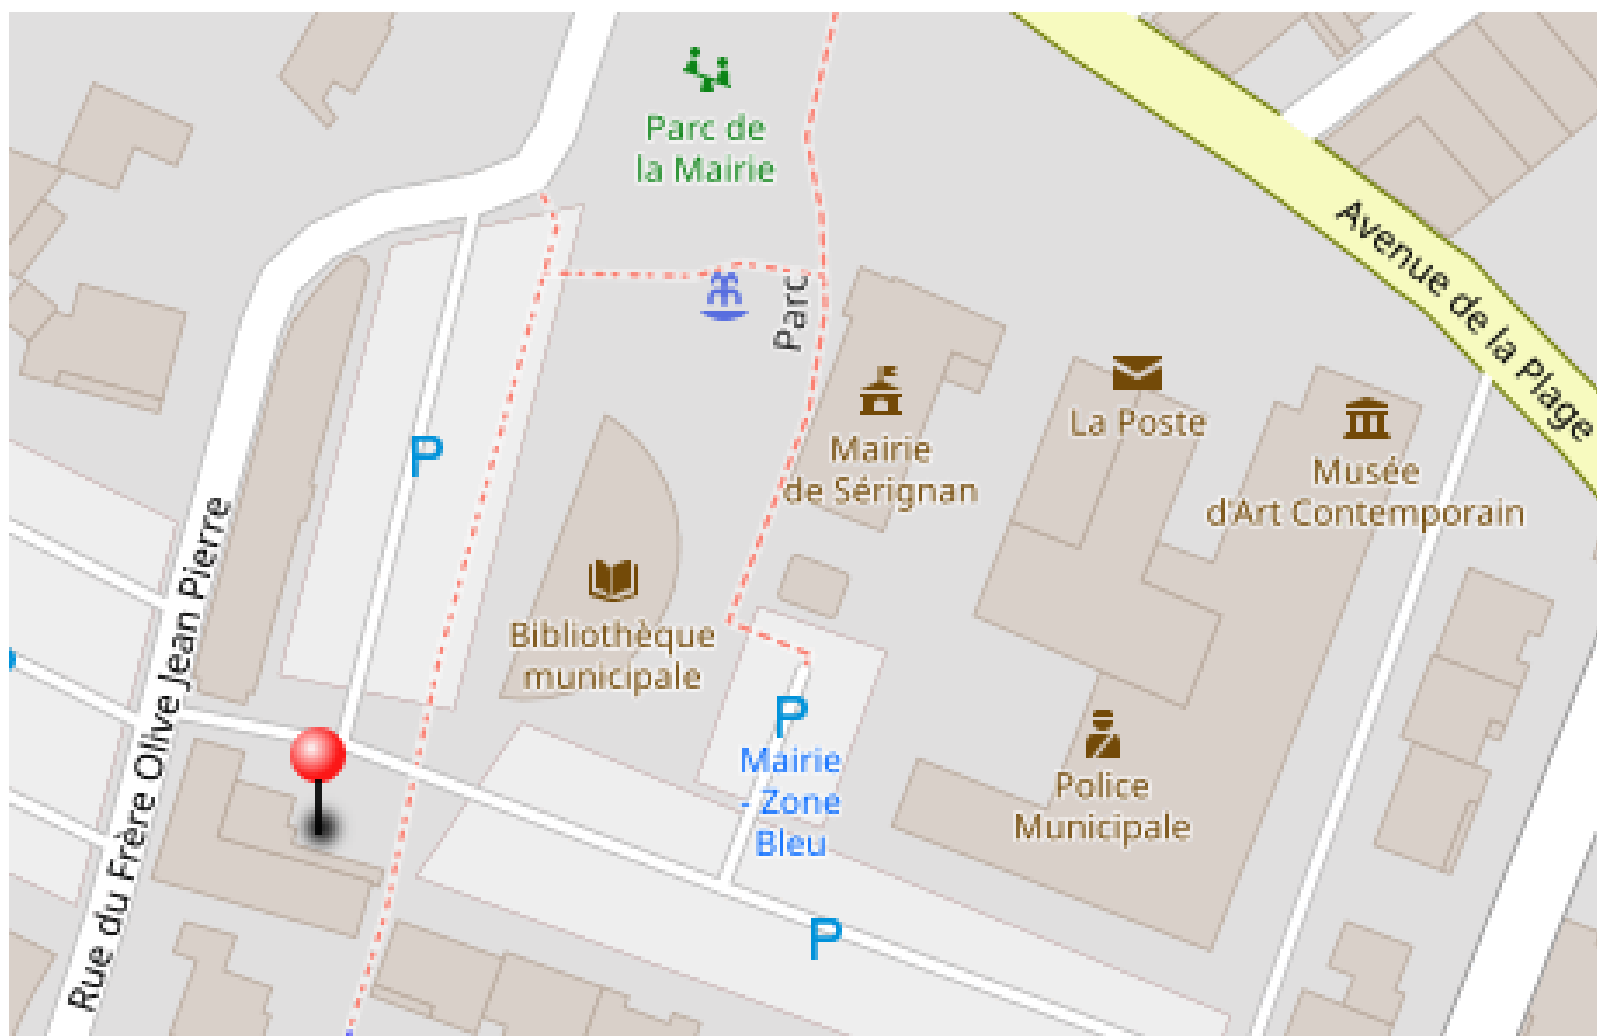 Parc de
la Mairie
Avenue de la Plage
Parc
La Poste
Mairie
de Sérignan
Musée
d'Art Contemporain
P
Rue du Frère Olive Jean Pierre
Bibliothèque
municipale
P
Mairie
- Zone
Bleu
Police
Municipale
P